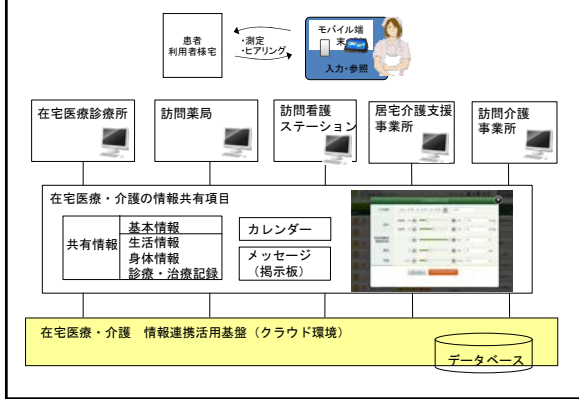 患者
利用者様宅
・測定
・ヒアリング
モバイル端
末
入力・参照
在宅医療診療所
訪問薬局
訪問看護
ステーション
居宅介護支援
事業所
訪問介護
事業所
在宅医療・介護の情報共有項目
共有情報
基本情報
生活情報
身体情報
診療・治療記録
カレンダー
メッセージ
（掲示板）
在宅医療・介護　情報連携活用基盤（クラウド環境）
データベース